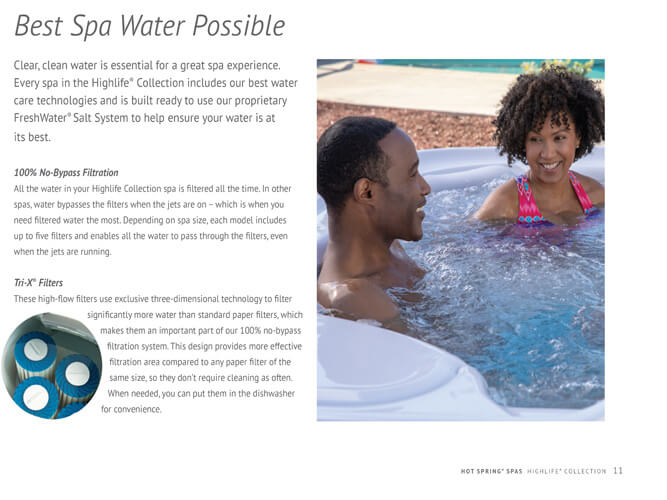 Best Spa Water Possible
Clear, clean water is essential for a great spa experience.
Every spa in the Highlife® Collection includes our best water
care technologies and is built ready to use our proprietary
FreshWater® Salt System to help ensure your water is at
its best.
100% No-Bypass Filtration
All the water in your Highlife Collection spa is filtered all the time. In other
spas, water bypasses the filters when the jets are on – which is when you
need filtered water the most. Depending on spa size, each model includes
up to five filters and enables all the water to pass through the filters, even
when the jets are running.
Tri-X® Filters
These high-flow filters use exclusive three-dimensional technology to filter
significantly more water than standard paper filters, which
makes them an important part of our 100% no-bypass
filtration system. This design provides more effective
filtration area compared to any paper filter of the
same size, so they don't require cleaning as often.
When needed, you can put them in the dishwasher
for convenience.
HOT SPRING® SPAS HIGHLIFE® COLLECTION 11